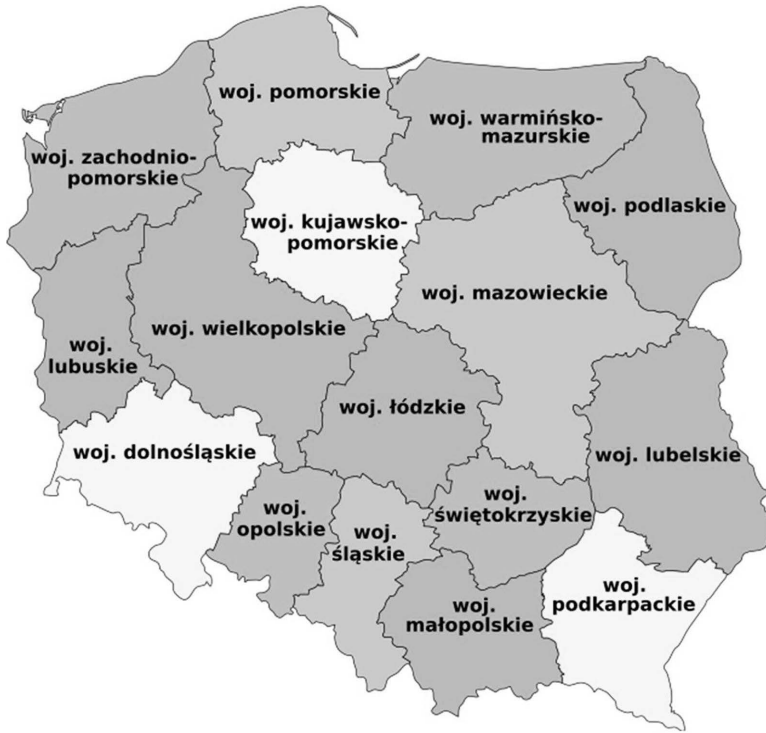 woj. pomorskie
woj. warmińsko-
mazurskie
woj. zachodnio-
pomorskie
woj. podlaskie
woj. kujawsko-
pomorskie
woj. mazowieckie
woj. wielkopolskie
woj.
lubuskie
woj. łódzkie
woj. dolnośląskie
woj. lubelskie
woj.
opolskie
woj.
śląskie
woj.
świętokrzyskie
woj.
małopolskie
woj.
podkarpackie